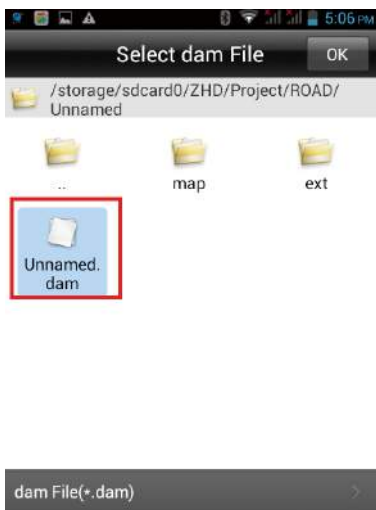 5:06 PM
Select dam File
OK
/storage/sdcard0/ZHD/Project/ROAD/
Unnamed
..
map
ext
Unnamed.
dam
dam File(*.dam)